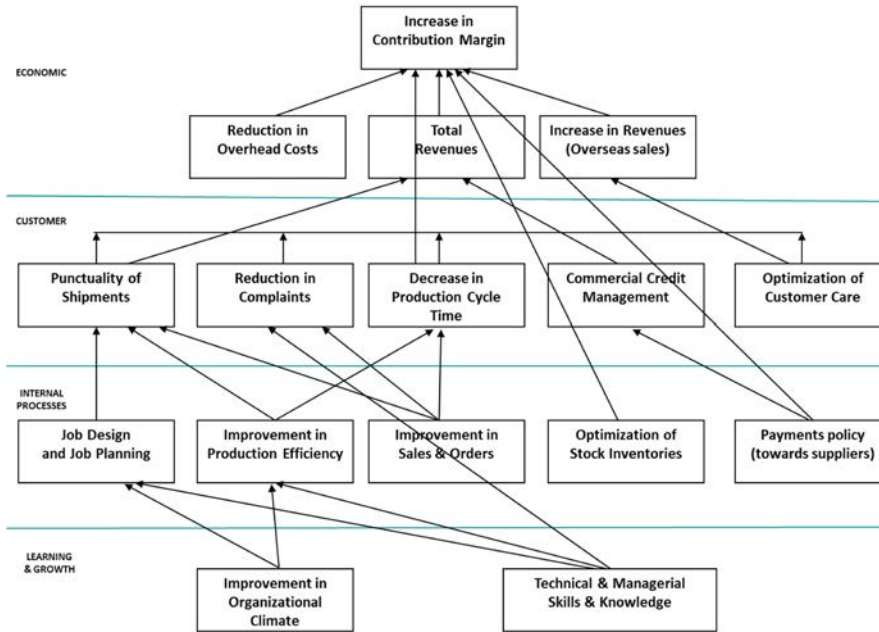 Increase in
Contribution Margin
ECONOMIC
Reduction in
Overhead Costs
Total
Revenues
Increase in Revenues
(Overseas sales)
CUSTOMER
Punctuality of
Shipments
Reduction in
Complaints
Decrease in
Production Cycle
Time
Commercial Credit
Management
Optimization of
Customer Care
INTERNAL
PROCESSES
Job Design
and Job Planning
Improvement in
Production Efficiency
Improvement in
Sales & Orders
Optimization of
Stock Inventories
Payments policy
(towards suppliers)
LEARNING
& GROWTH
Improvement in
Organizational
Climate
Technical & Managerial
Skills & Knowledge